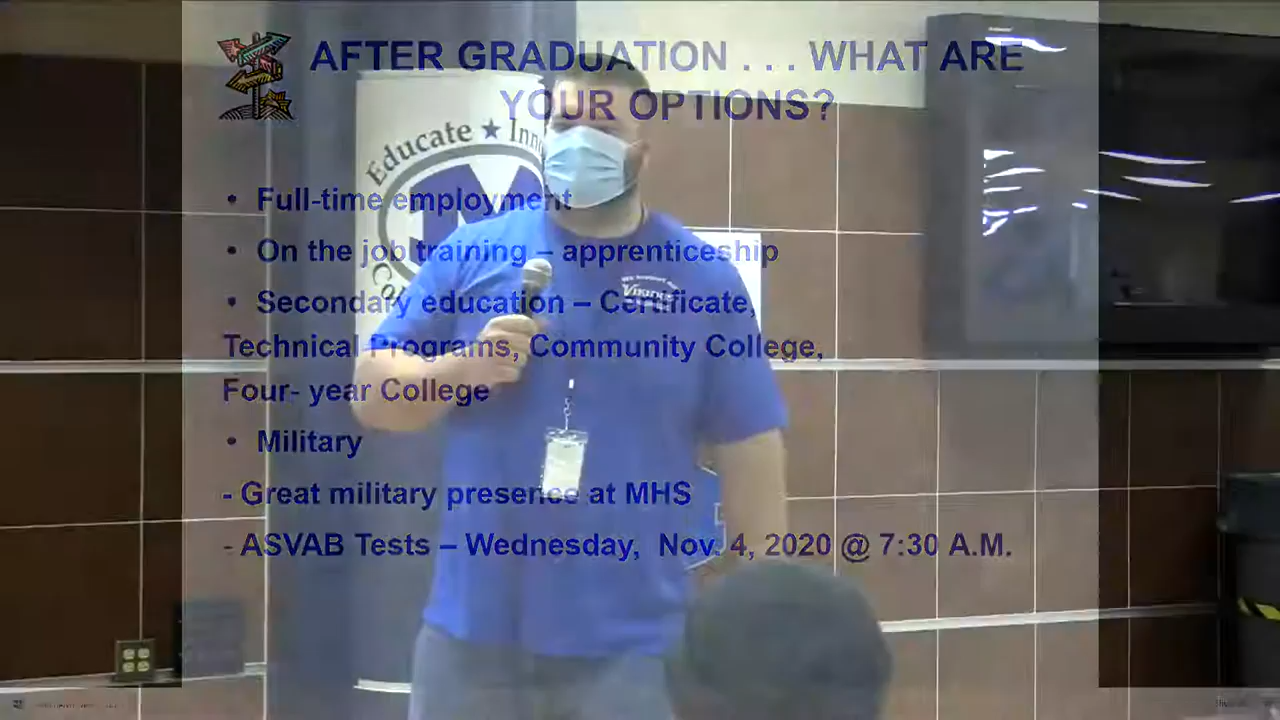 AFTER GRADUATION . . . WHAT ARE
YOUR OPTIONS?
Educate ★
• Full-time employment
• On the job training – apprenticeship
• Secondary education – Certificate,
Technical Programs, Community College,
Four- year College
• Military
- Great military presence at MHS
- ASVAB Tests – Wednesday, Nov. 4, 2020 @ 7:30 A.M.